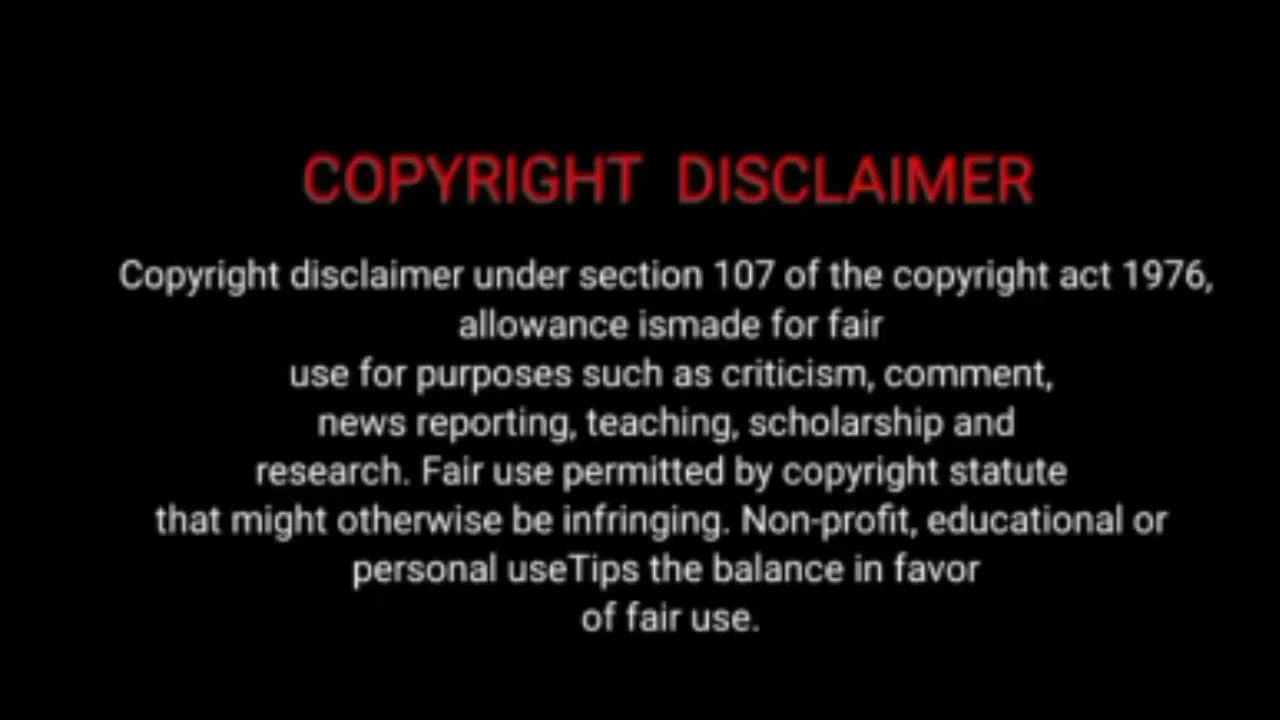 COPYRIGHT DISCLAIMER
Copyright disclaimer under section 107 of the copyright act 1976,
allowance ismade for fair
use for purposes such as criticism, comment,
news reporting, teaching, scholarship and
research. Fair use permitted by copyright statute
that might otherwise be infringing. Non-profit, educational or
personal useTips the balance in favor
of fair use.